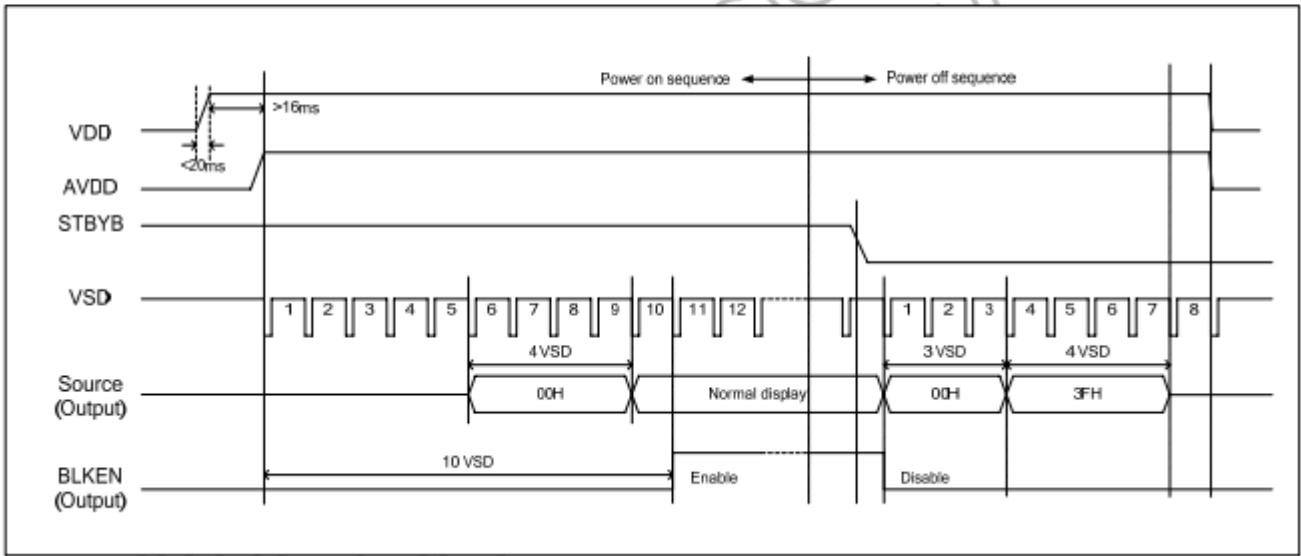 Power on sequence Power off sequence
>16ms
VDD
<20ms
AVDD
STBYB
VSD 1 2 3 4 5 6 7 8 9 10 11 12 1 2 3 4 5 6 7 8
4 VSD 3 VSD 4 VSD
Source
(Output)
00H Normal display 00H 3FH
10 VSD
BLKEN
(Output)
Enable Disable